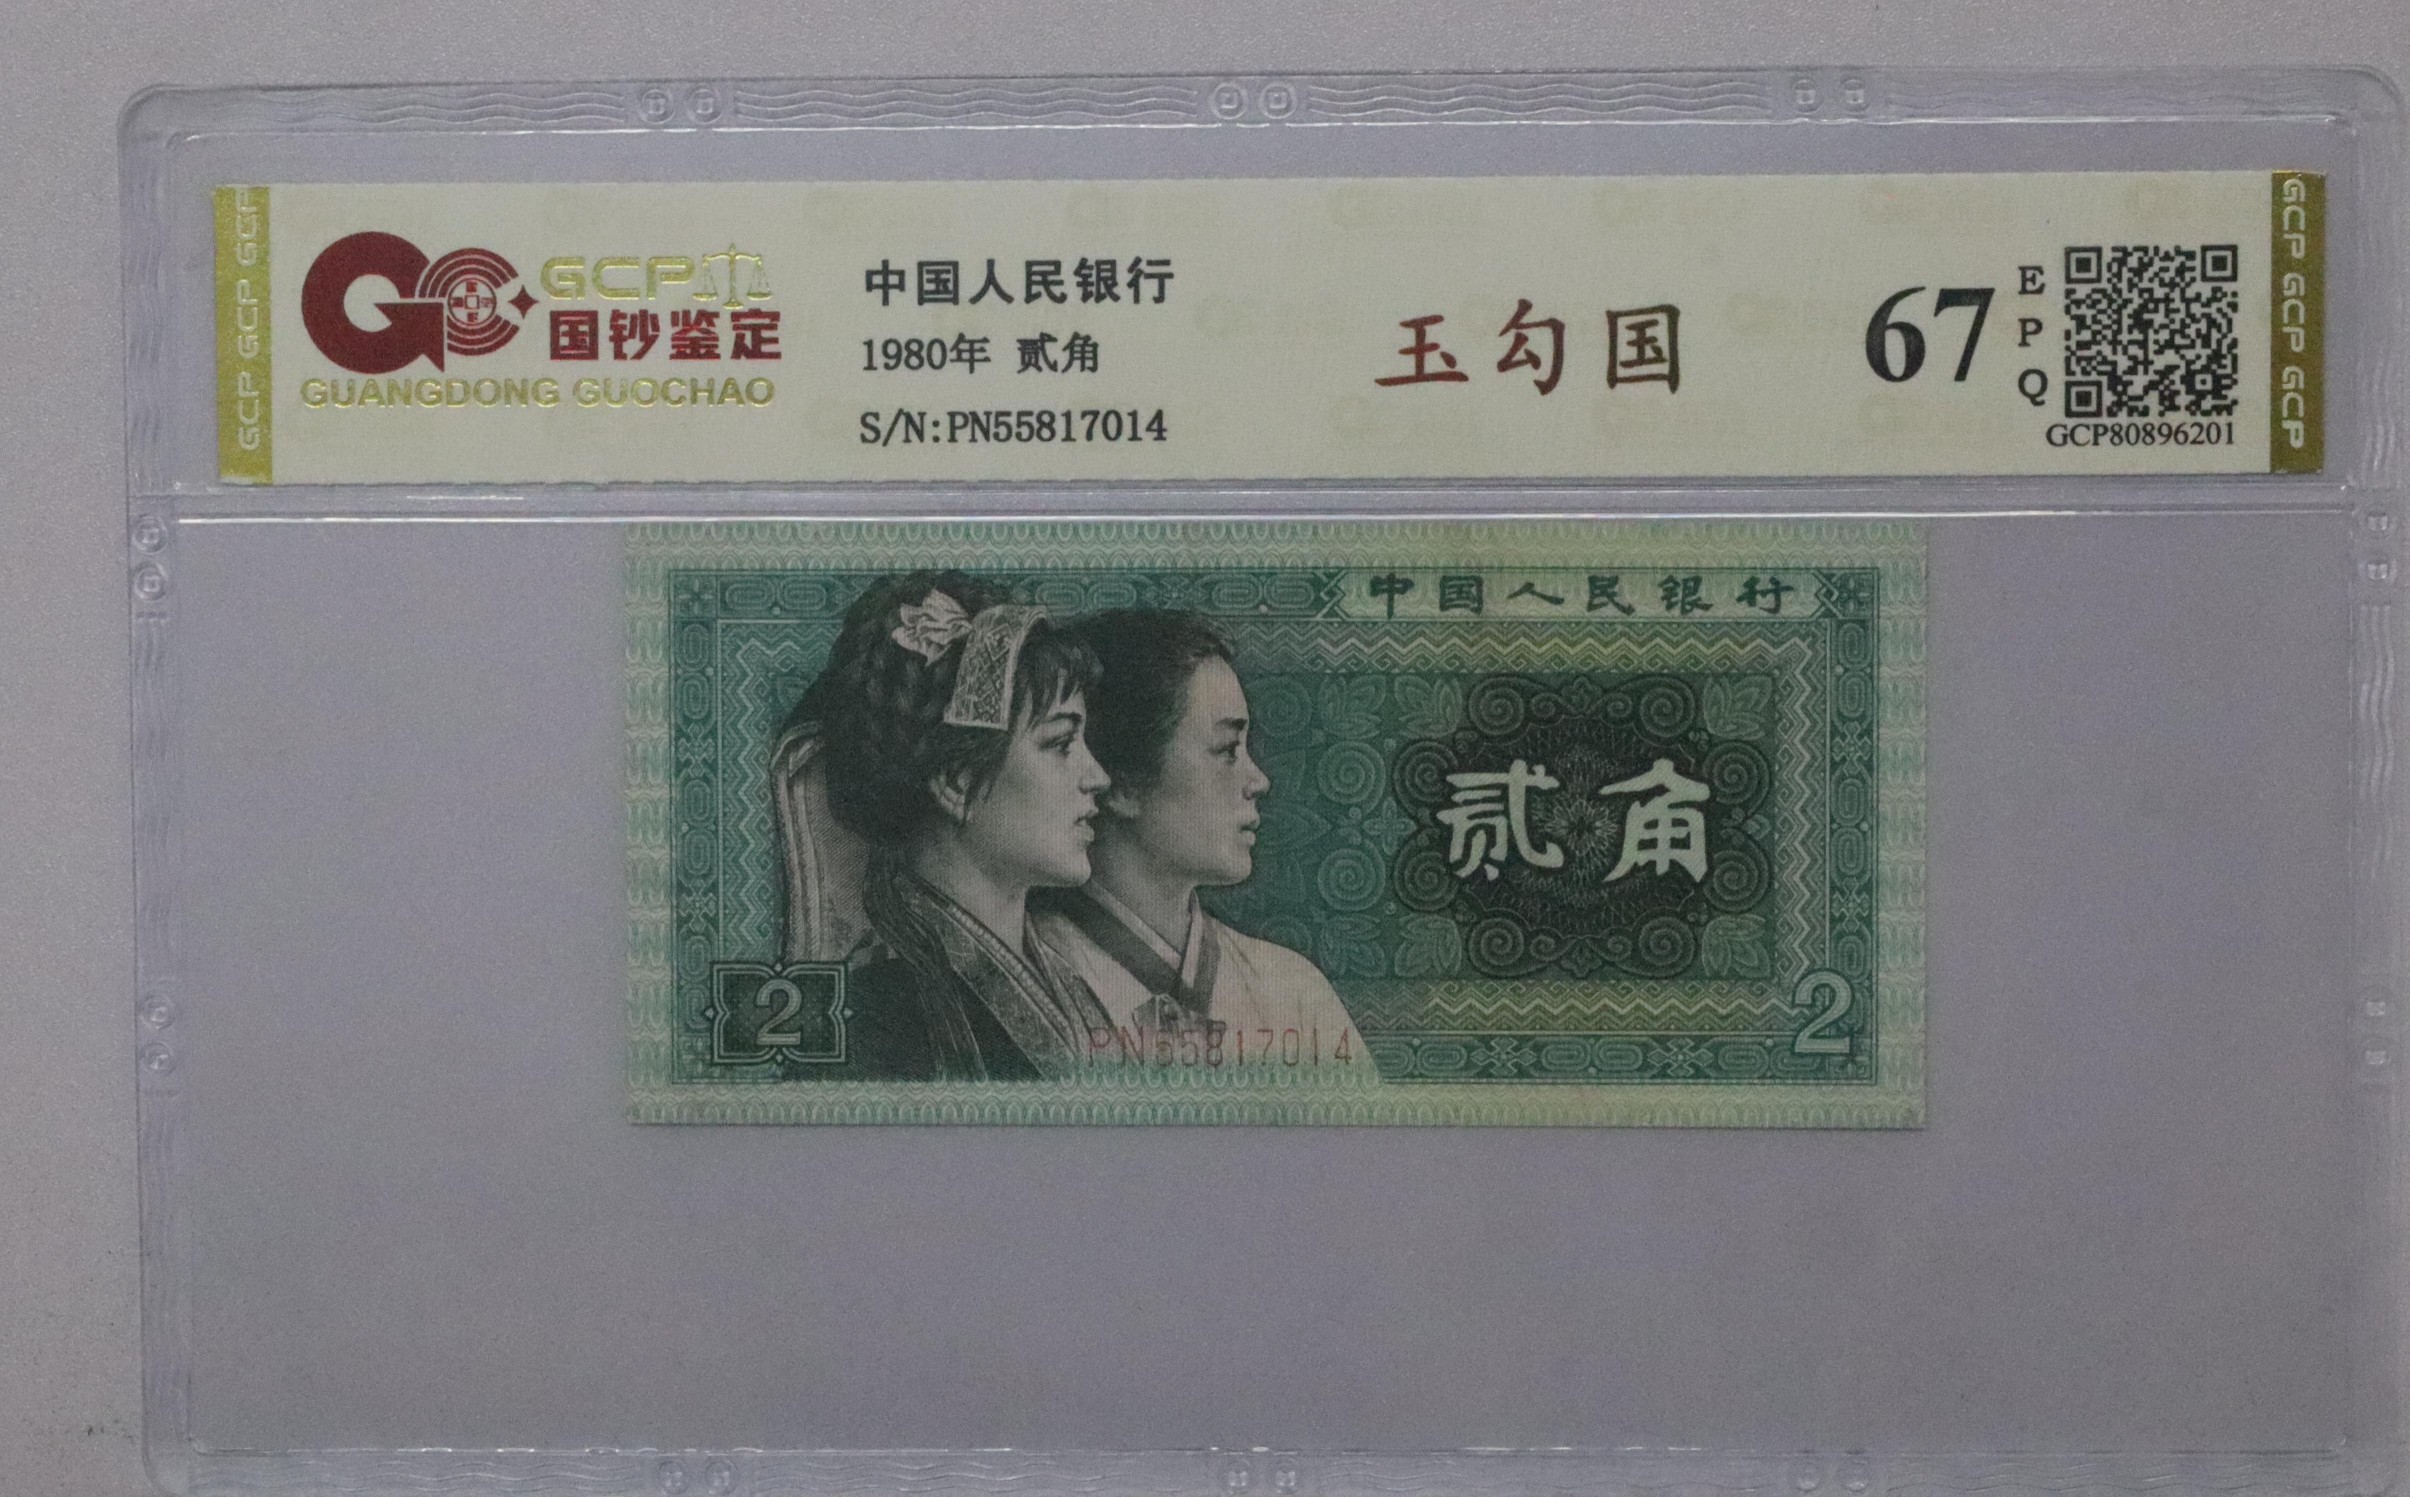 GCP GCP GCP
GCP
国钞鉴定
GUANGDONG GUOCHAO
中国人民银行
1980年 贰角
S/N:PN55817014
玉勾国
67
EPQ
GCP80896201
GCP GCP GCP
中国人民银行
贰角
2
PN55817014
2